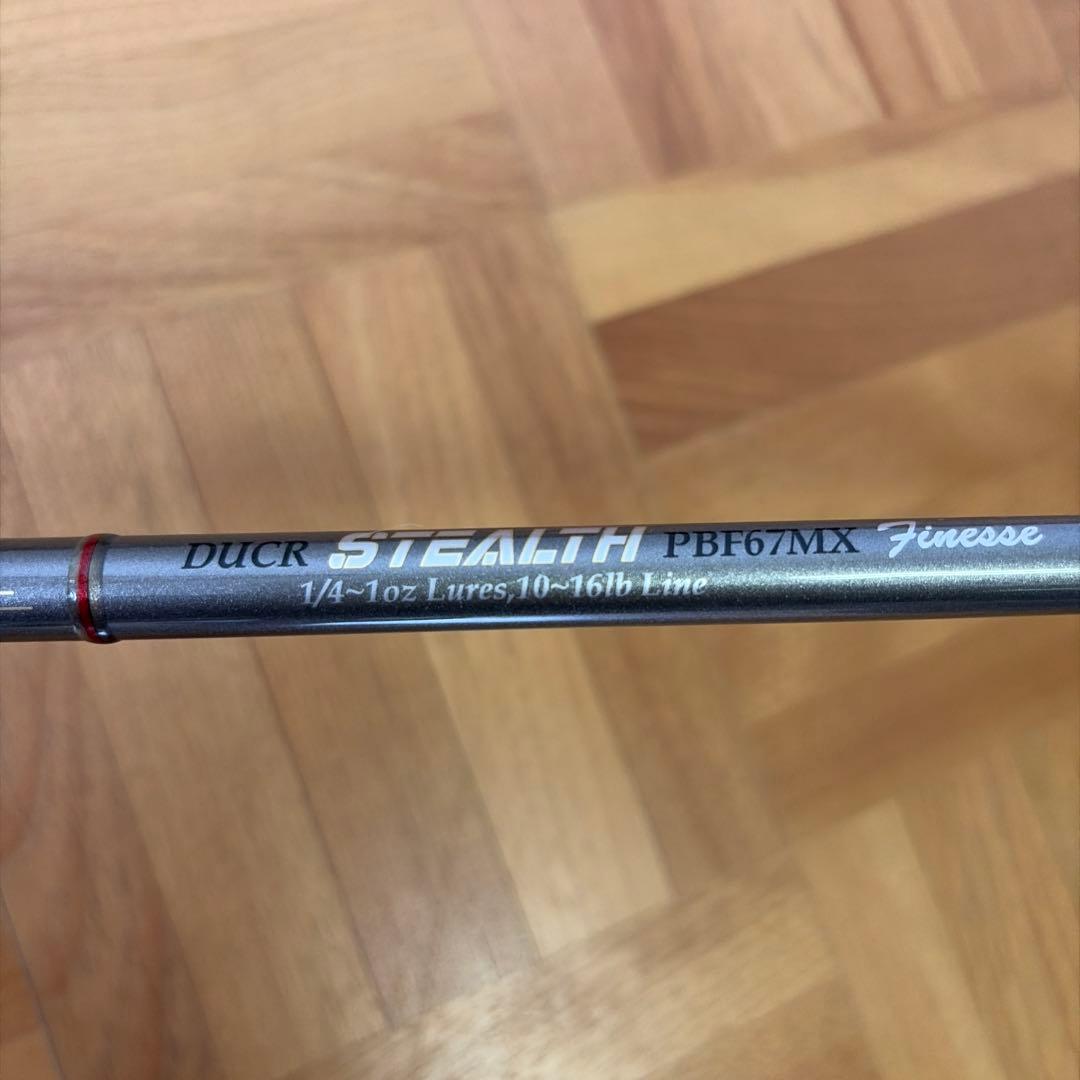 DUCR STEALTH PBF67MX Finesse
1/4~1oz Lures,10~16lb Line